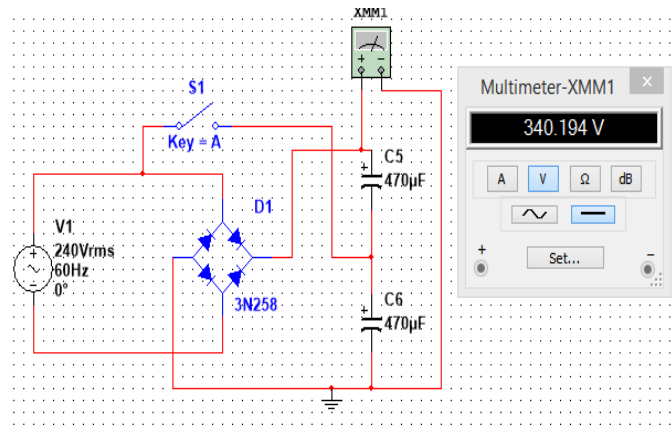 XMM1
S1
Key = A
C5
470µF
D1
V1
240Vrms
60Hz
0°
3N258
C6
470µF
Multimeter-XMM1
x
340.194 V
A V Ω dB
+ Set... −